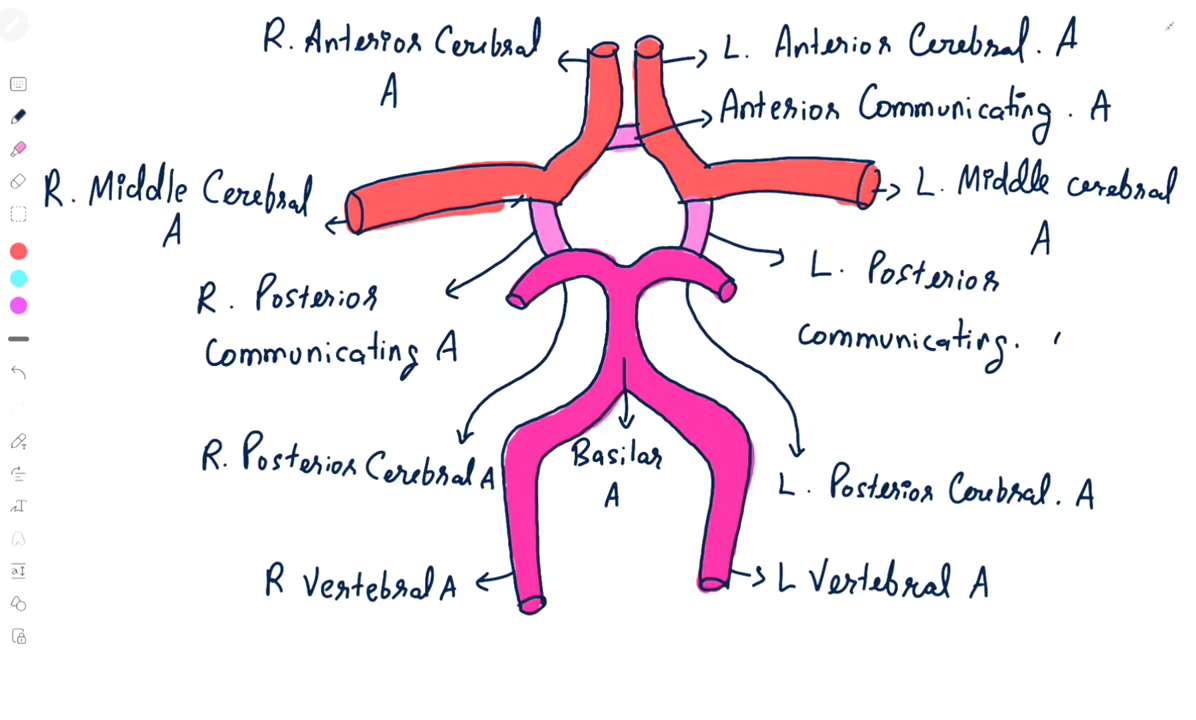 R. Anterior Cerebral
A
L. Anterior Cerebral. A
Anterior Communicating. A
R. Middle Cerebral
A
L. Middle cerebral
A
R. Posterior
Communicating A
L. Posterior
communicating.
R. Posterior Cerebral A
Basilar
A
L. Posterior Cerebral. A
R Vertebral A
L Vertebral A